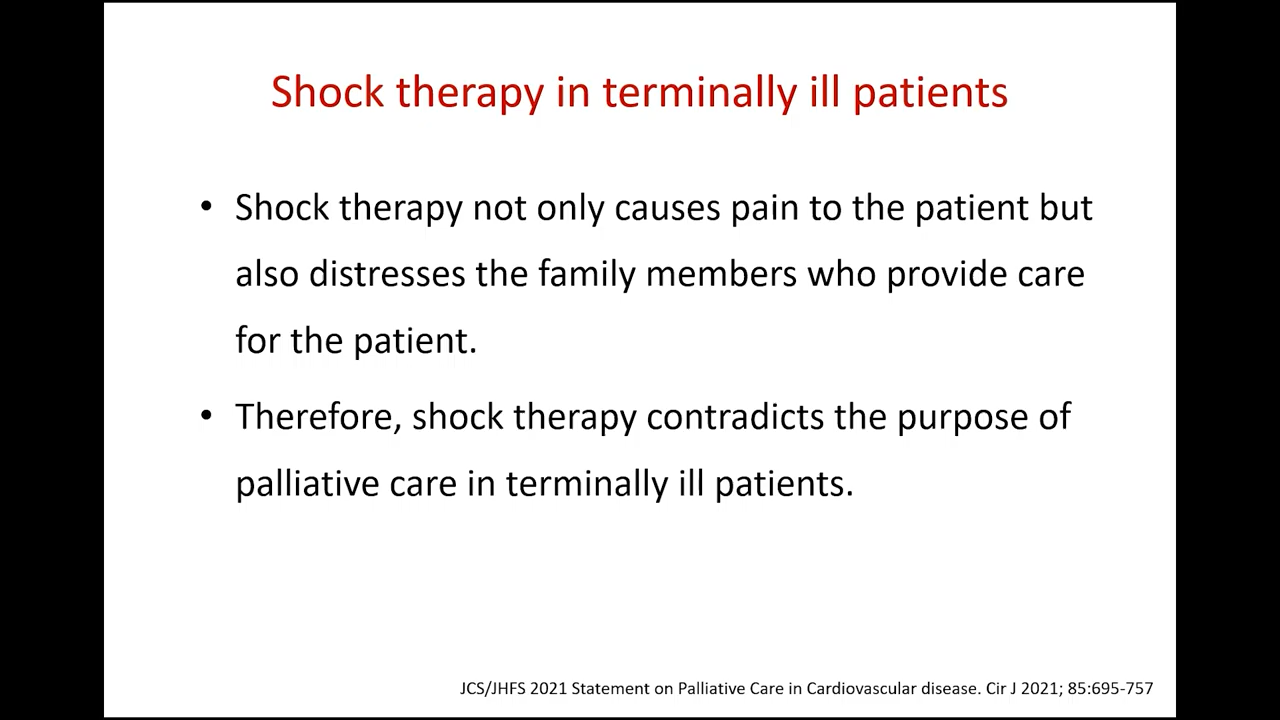 Shock therapy in terminally ill patients
• Shock therapy not only causes pain to the patient but
also distresses the family members who provide care
for the patient.
• Therefore, shock therapy contradicts the purpose of
palliative care in terminally ill patients.
JCS/JHFS 2021 Statement on Palliative Care in Cardiovascular disease. Cir J 2021; 85:695-757